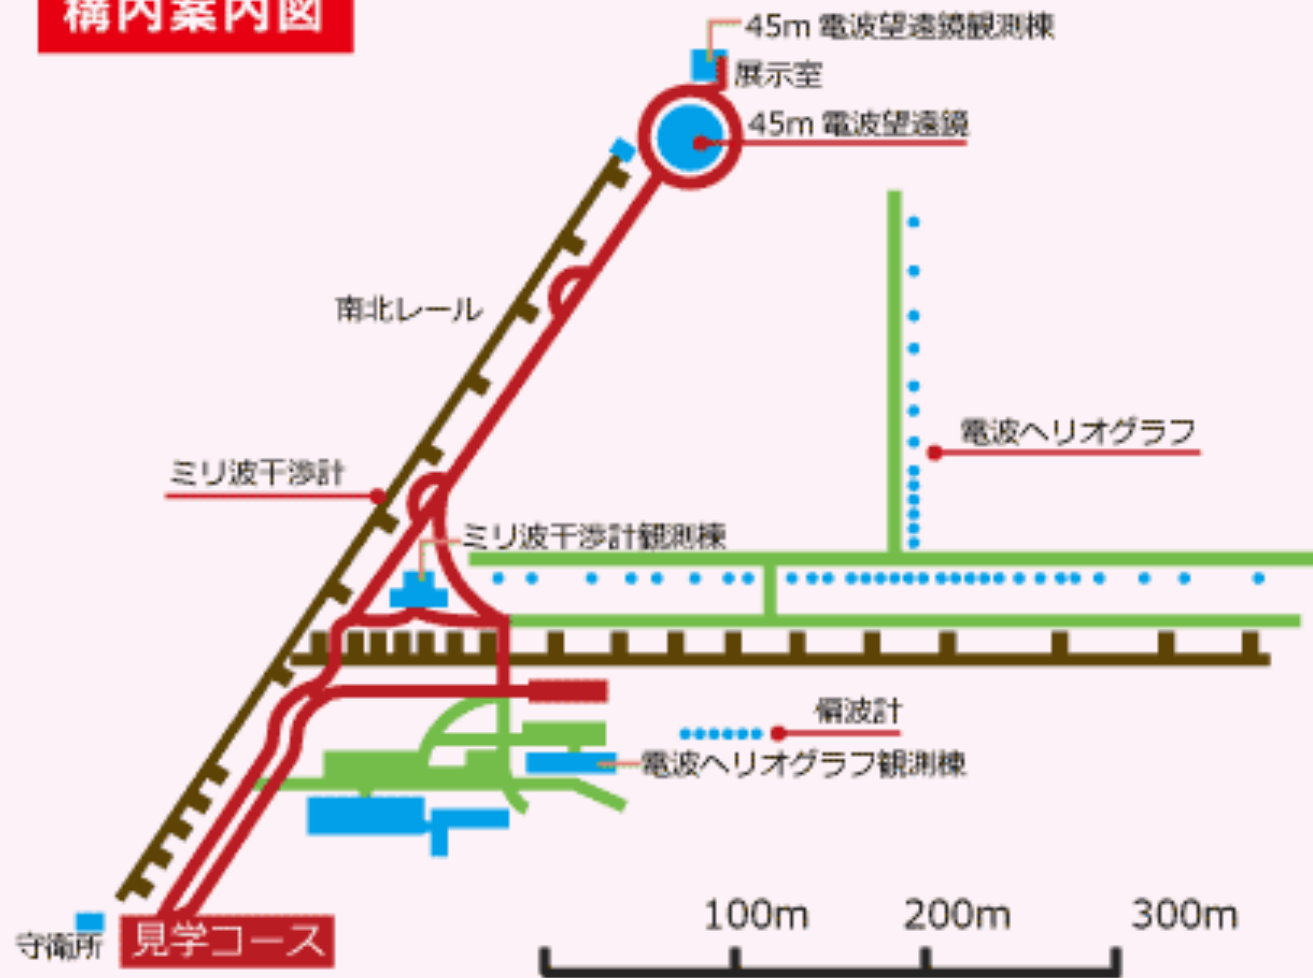 構内案内図
45m 電波望遠鏡観測棟
展示室
45m 電波望遠鏡
南北レール
電波ヘリオグラフ
ミリ波干渉計
ミリ波干渉計観測棟
偏波計
電波ヘリオグラフ観測棟
100m 200m 300m
守衛所
見学コース